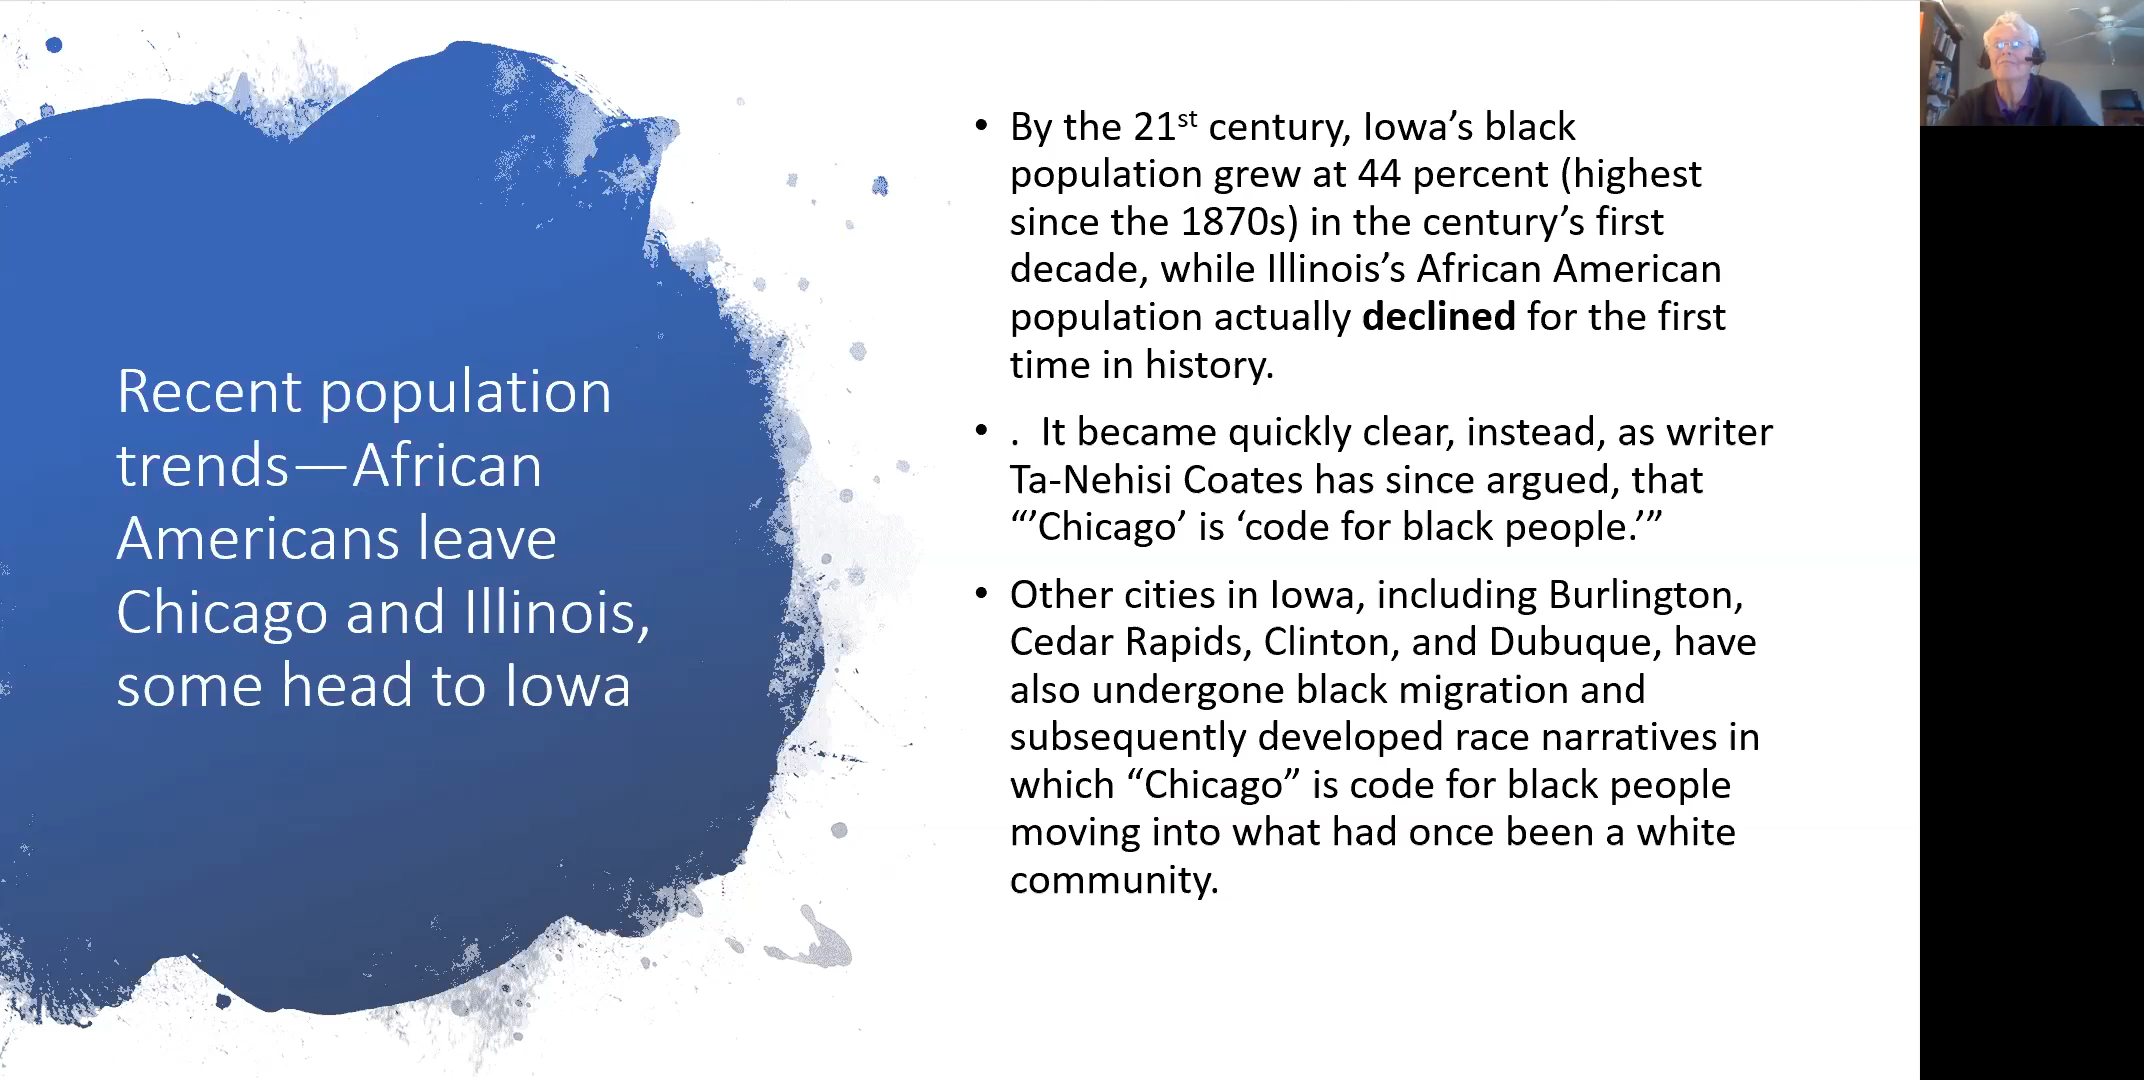 Recent population
trends—African
Americans leave
Chicago and Illinois,
some head to Iowa
• By the 21st century, Iowa’s black
population grew at 44 percent (highest
since the 1870s) in the century’s first
decade, while Illinois’s African American
population actually declined for the first
time in history.
• .  It became quickly clear, instead, as writer
Ta-Nehisi Coates has since argued, that
“’Chicago’ is ‘code for black people.’”
• Other cities in Iowa, including Burlington,
Cedar Rapids, Clinton, and Dubuque, have
also undergone black migration and
subsequently developed race narratives in
which “Chicago” is code for black people
moving into what had once been a white
community.